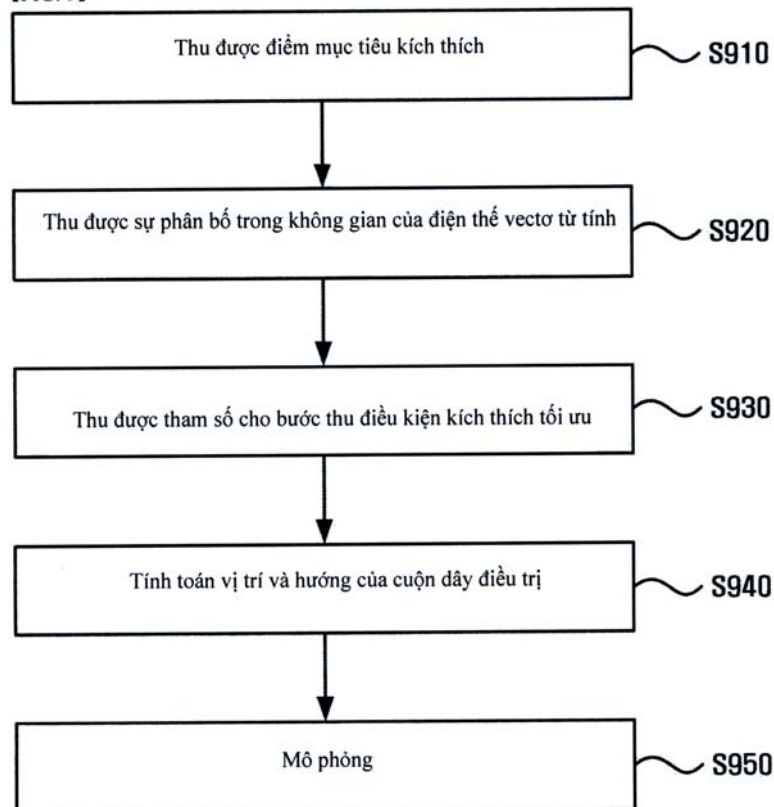 Thu được điểm mục tiêu kích thích
S910
Thu được sự phân bố trong không gian của điện thế vectơ từ tính
S920
Thu được tham số cho bước thu điều kiện kích thích tối ưu
S930
Tính toán vị trí và hướng của cuộn dây điều trị
S940
Mô phỏng
S950